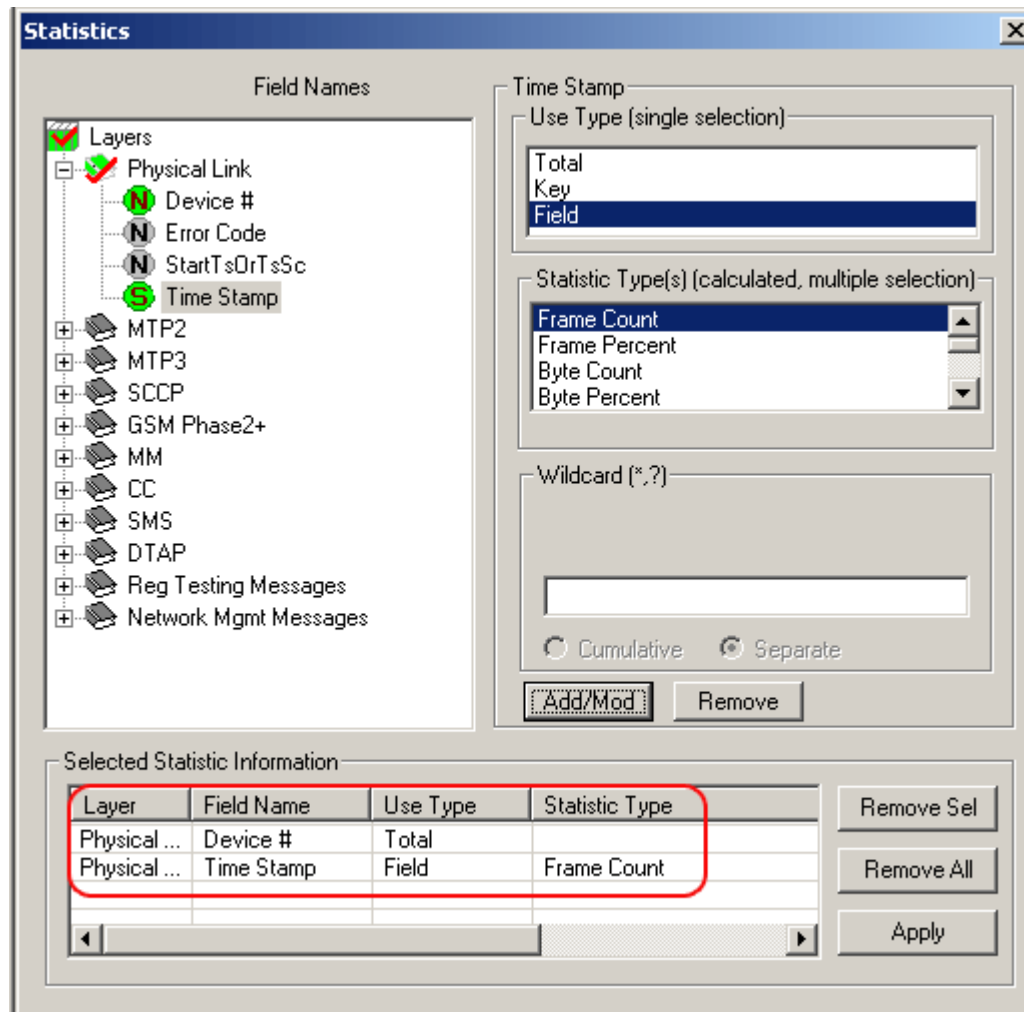 Statistics
Field Names
Layers
Physical Link
N Device #
N Error Code
N StartTsOrTsSc
S Time Stamp
MTP2
MTP3
SCCP
GSM Phase2+
MM
CC
SMS
DTAP
Reg Testing Messages
Network Mgmt Messages
Time Stamp
Use Type (single selection)
Total
Key
Field
Statistic Type(s) (calculated, multiple selection)
Frame Count
Frame Percent
Byte Count
Byte Percent
Wildcard (*,?)
Cumulative Separate
Add/Mod Remove
Selected Statistic Information
Layer Field Name Use Type Statistic Type
Physical ... Device # Total
Physical ... Time Stamp Field Frame Count
Remove Sel
Remove All
Apply